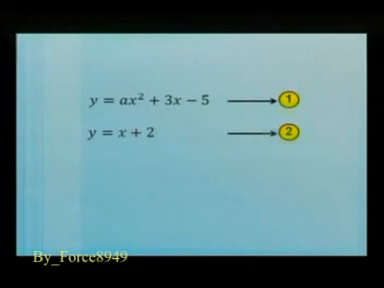 y = ax² + 3x − 5 ⟶ 1
y = x + 2 ⟶ 2
By_Force8949